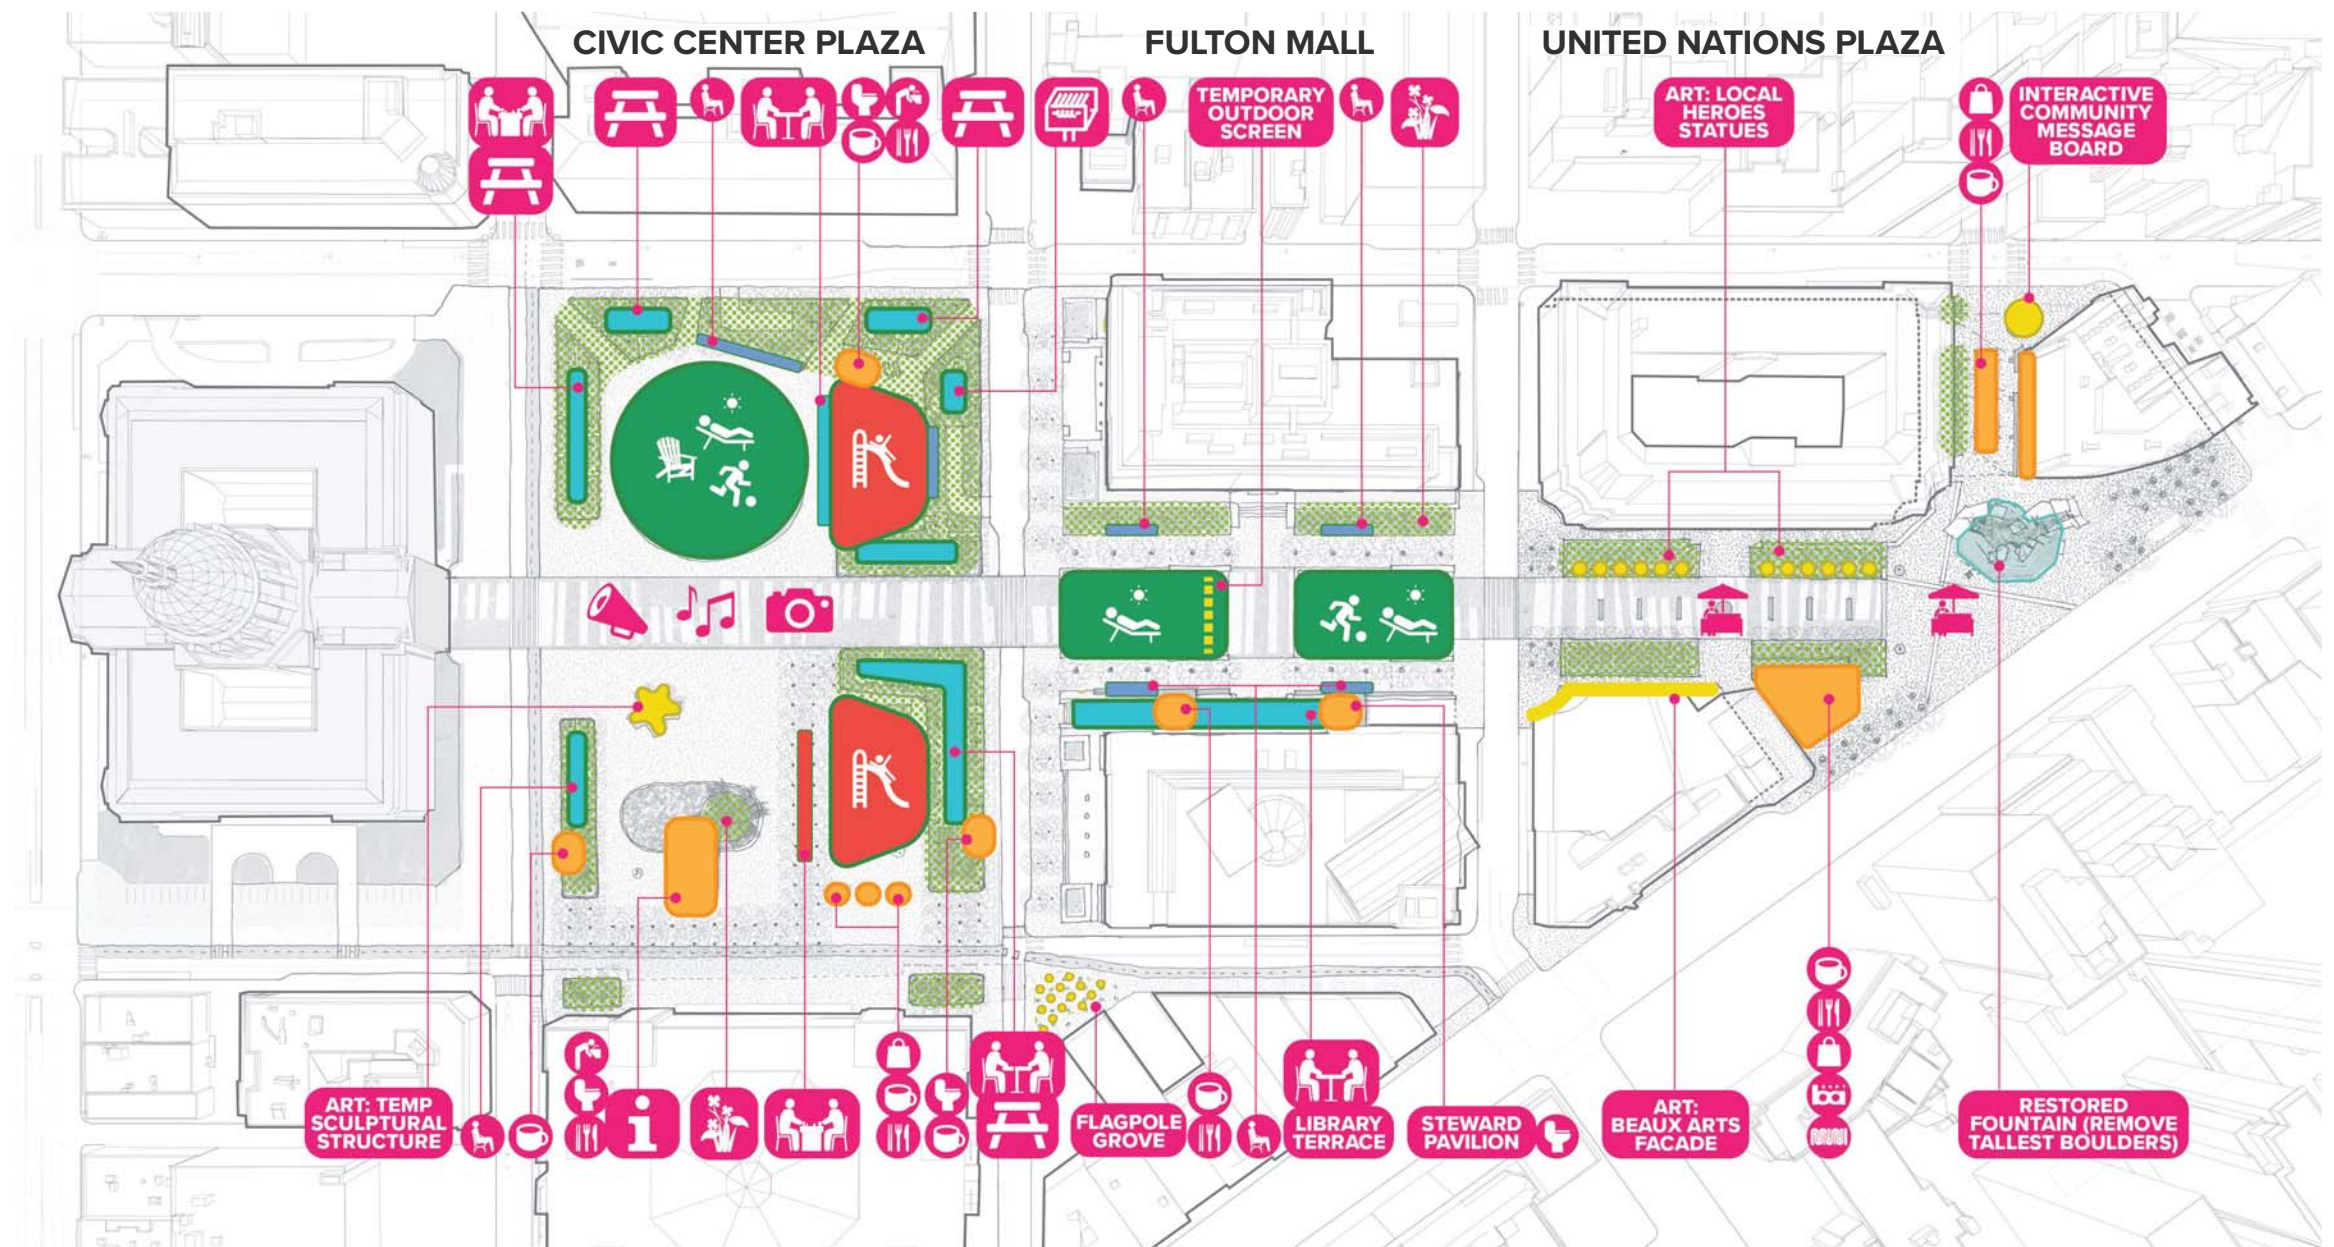 CIVIC CENTER PLAZA
FULTON MALL
UNITED NATIONS PLAZA
TEMPORARY
OUTDOOR
SCREEN
ART: LOCAL
HEROES
STATUES
INTERACTIVE
COMMUNITY
MESSAGE
BOARD
ART: TEMP
SCULPTURAL
STRUCTURE
i
FLAGPOLE
GROVE
LIBRARY
TERRACE
STEWARD
PAVILION
ART:
BEAUX ARTS
FACADE
RESTORED
FOUNTAIN (REMOVE
TALLEST BOULDERS)